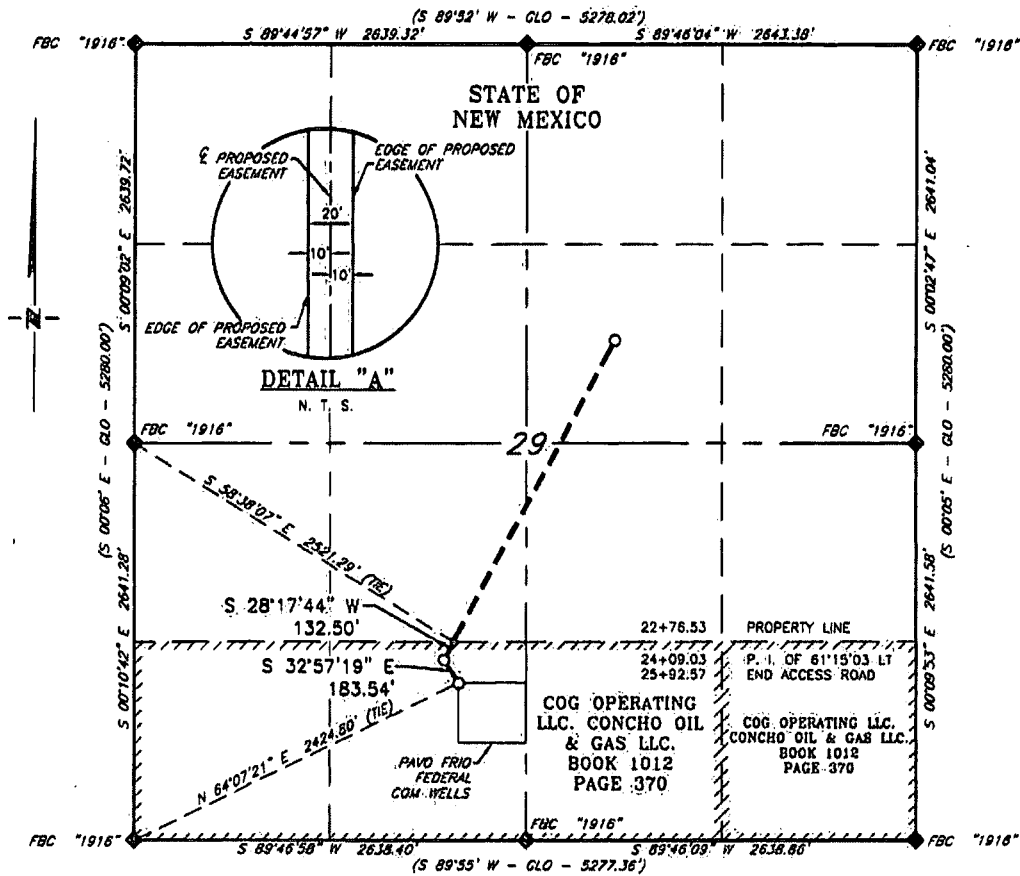 (S 89°52' W - GLO - 5278.02')
S 89°44'57" W 2639.32'
S 89°46'04" W 2643.38'
FBC "1916"
FBC "1916"
FBC "1916"
STATE OF
NEW MEXICO
℄ PROPOSED
EASEMENT
EDGE OF PROPOSED
EASEMENT
20'
10'
10'
EDGE OF PROPOSED
EASEMENT
DETAIL "A"
N. T. S.
S 00°09'02" E 2639.72'
S 00°02'47" E 2641.04'
N
(S 00°06' E - GLO - 5280.00')
(S 00°05' E - GLO - 5280.00')
FBC "1916"
29
FBC "1916"
S 58°38'07" E 2521.29' (TIE)
S 28°17'44" W
132.50'
S 32°57'19" E
183.54'
22+76.53 PROPERTY LINE
24+09.03 P. I. OF 61°15'03 LT
25+92.57 END ACCESS ROAD
S 00°10'42" E 2641.28'
S 00°09'53" E 2641.58'
N 64°07'21" E 2424.80' (TIE)
COG OPERATING
LLC. CONCHO OIL
& GAS LLC.
BOOK 1012
PAGE 370
COG OPERATING LLC.
CONCHO OIL & GAS LLC.
BOOK 1012
PAGE 370
PAVO FRIO
FEDERAL
COM WELLS
FBC "1916"
FBC "1916"
FBC "1916"
S 89°46'58" W 2638.40'
S 89°46'09" W 2638.86'
(S 89°55' W - GLO - 5277.36')